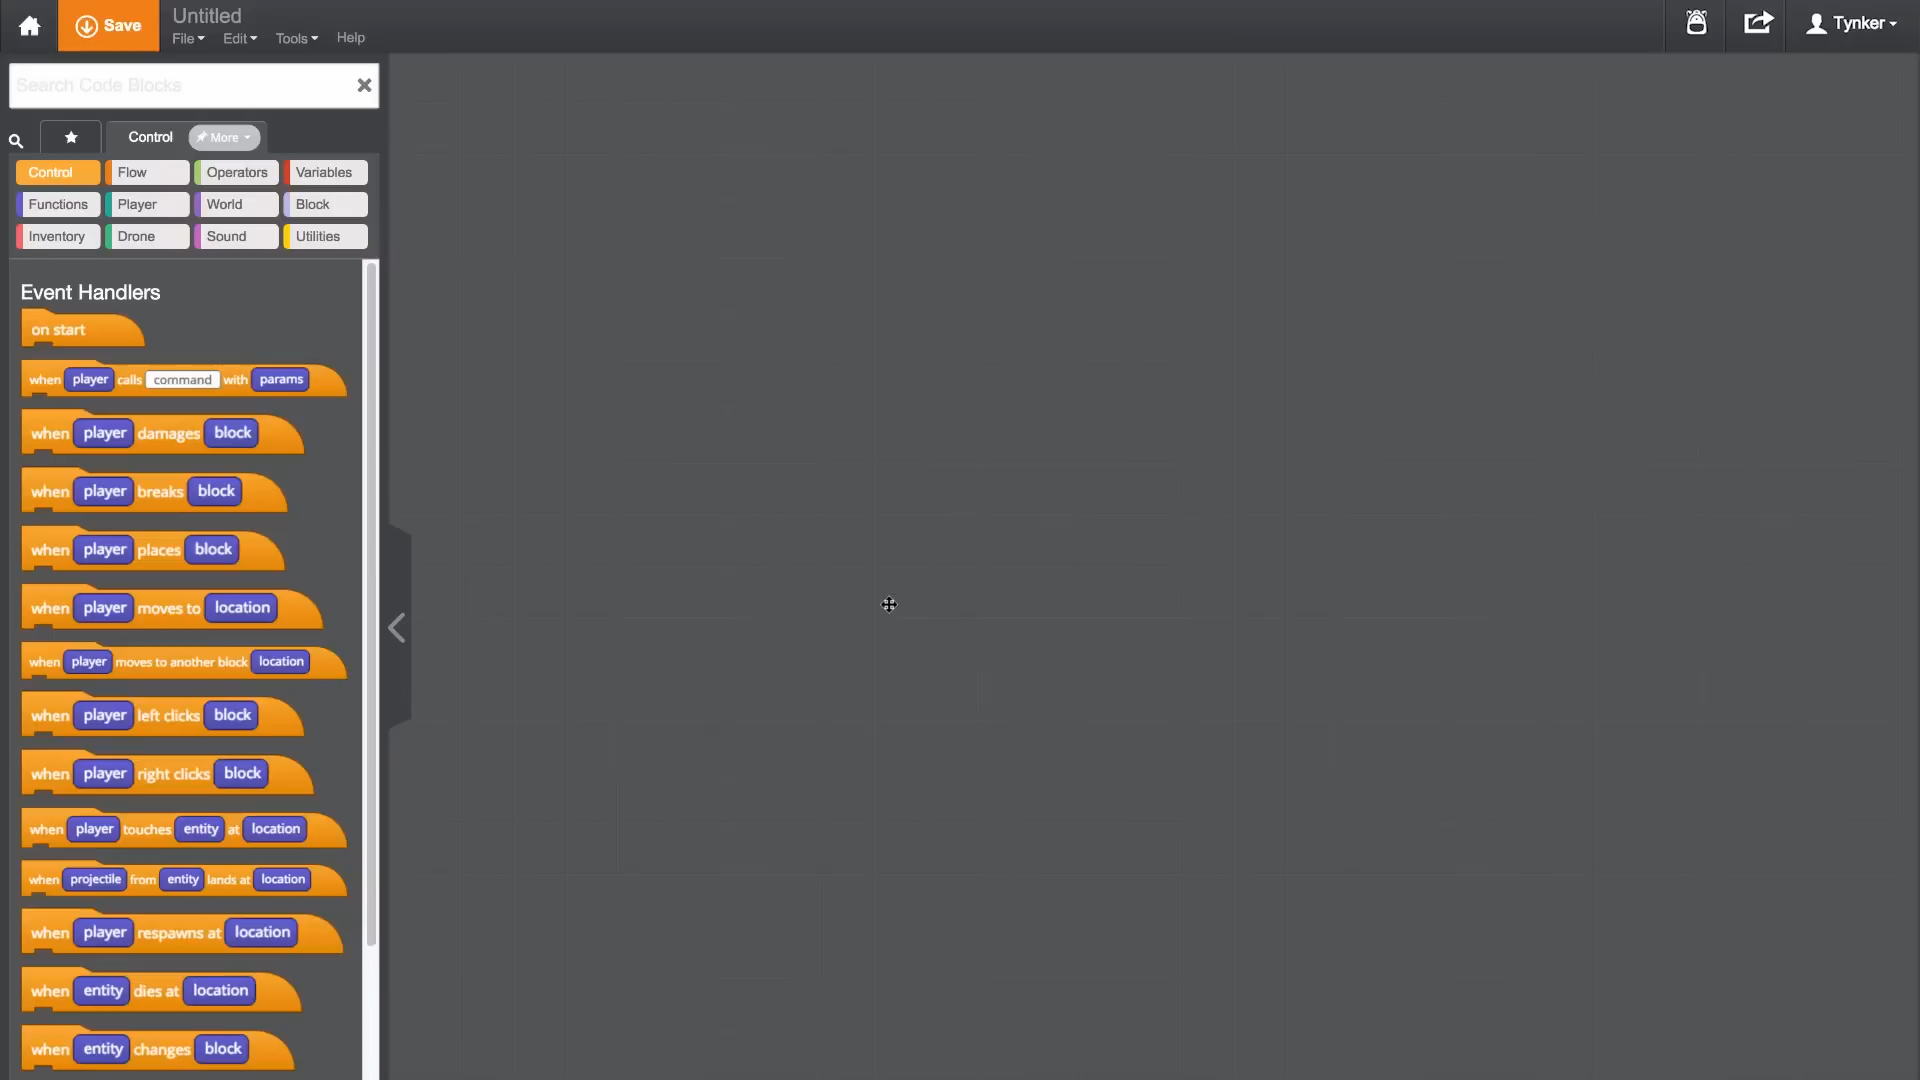 Save
Untitled
File Edit Tools Help
Tynker
Search Code Blocks
Control More
Control Flow Operators Variables
Functions Player World Block
Inventory Drone Sound Utilities
Event Handlers
on start
when player calls command with params
when player damages block
when player breaks block
when player places block
when player moves to location
when player moves to another block location
when player left clicks block
when player right clicks block
when player touches entity at location
when projectile from entity lands at location
when player respawns at location
when entity dies at location
when entity changes block